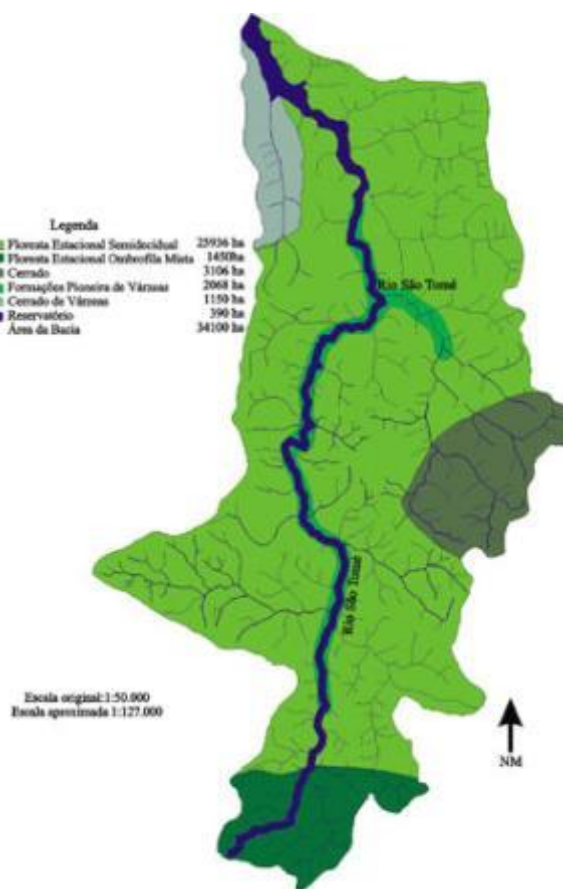 Legenda
Floresta Estacional Semidecidual 25936 ha
Floresta Estacional Ombrofila Mista 1450ha
Cerrado 3106 ha
Formações Pioneira de Várzeas 2068 ha
Cerrado de Várzeas 1150 ha
Reservatório 390 ha
Área da Bacia 34100 ha
Rio São Tomé
Rio São Tomé
Escala original:1:50.000
Escala aproximada 1:127.000
NM